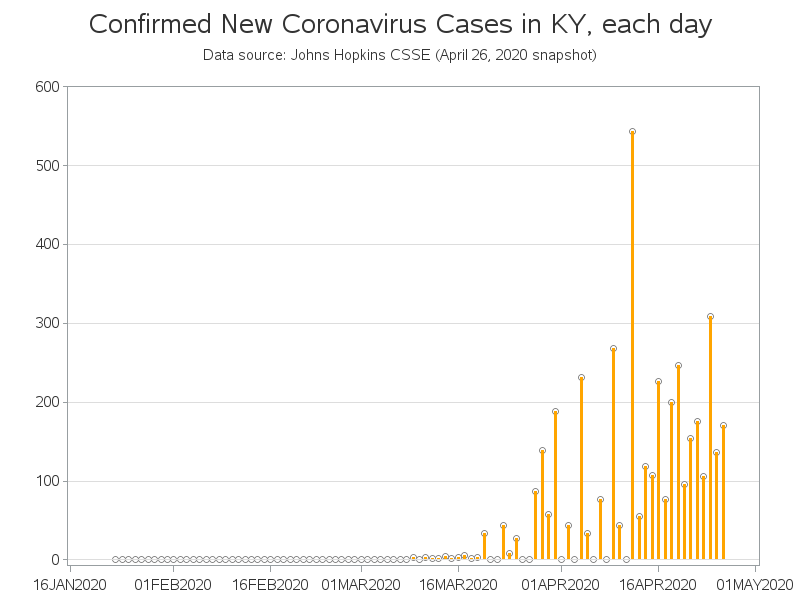 Confirmed New Coronavirus Cases in KY, each day
Data source: Johns Hopkins CSSE (April 26, 2020 snapshot)
600
500
400
300
200
100
0
16JAN2020 01FEB2020 16FEB2020 01MAR2020 16MAR2020 01APR2020 16APR2020 01MAY2020